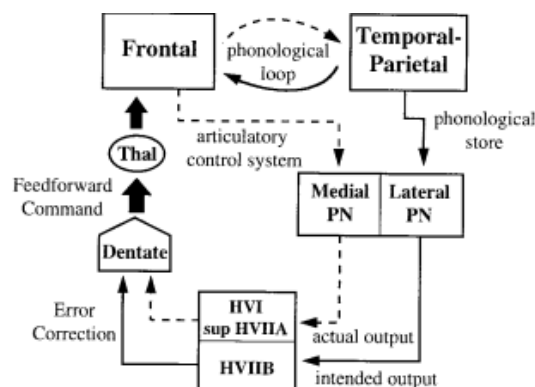 Frontal
phonological
loop
Temporal-
Parietal
phonological
store
articulatory
control system
Thal
Feedforward
Command
Medial
PN
Lateral
PN
Dentate
Error
Correction
HVI
sup HVIIA
HVIIB
actual output
intended output